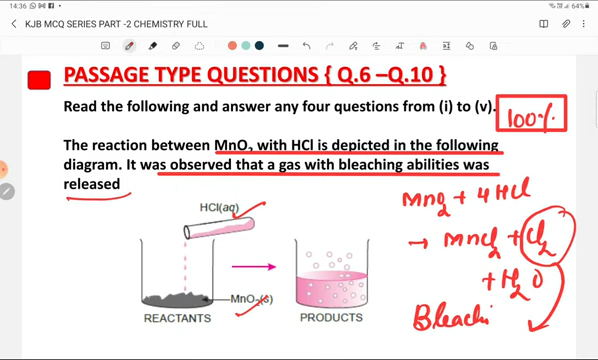 14:36 64%
KJB MCQ SERIES PART -2 CHEMISTRY FULL
PASSAGE TYPE QUESTIONS { Q.6 –Q.10 }
Read the following and answer any four questions from (i) to (v).
100%
The reaction between MnO2 with HCl is depicted in the following
diagram. It was observed that a gas with bleaching abilities was
released
HCl(aq)
MnO2(s)
REACTANTS
PRODUCTS
MnO2 + 4HCl
→ MnCl2 + Cl2
+ H2O
Bleachi